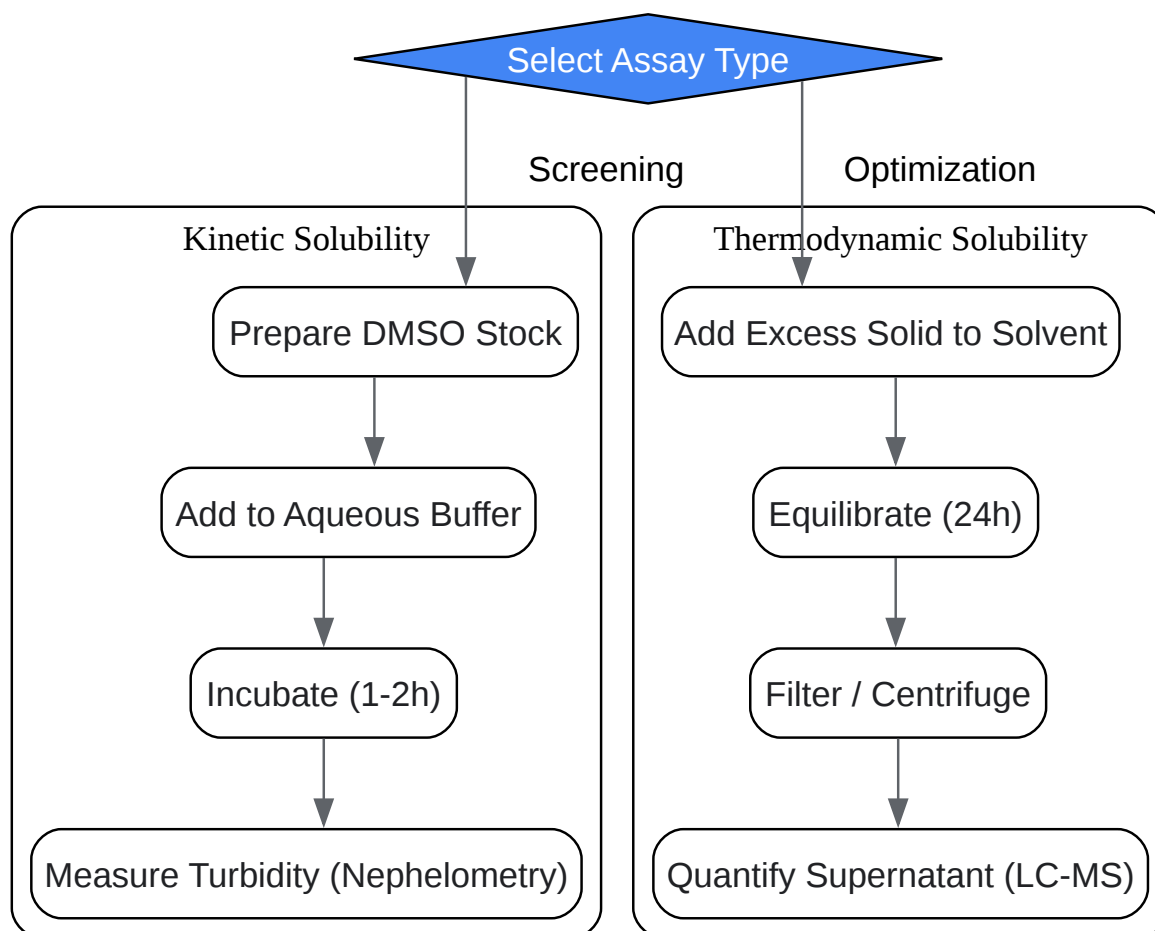 Select Assay Type
Screening
Optimization
Kinetic Solubility
Prepare DMSO Stock
Add to Aqueous Buffer
Incubate (1-2h)
Measure Turbidity (Nephelometry)
Thermodynamic Solubility
Add Excess Solid to Solvent
Equilibrate (24h)
Filter / Centrifuge
Quantify Supernatant (LC-MS)